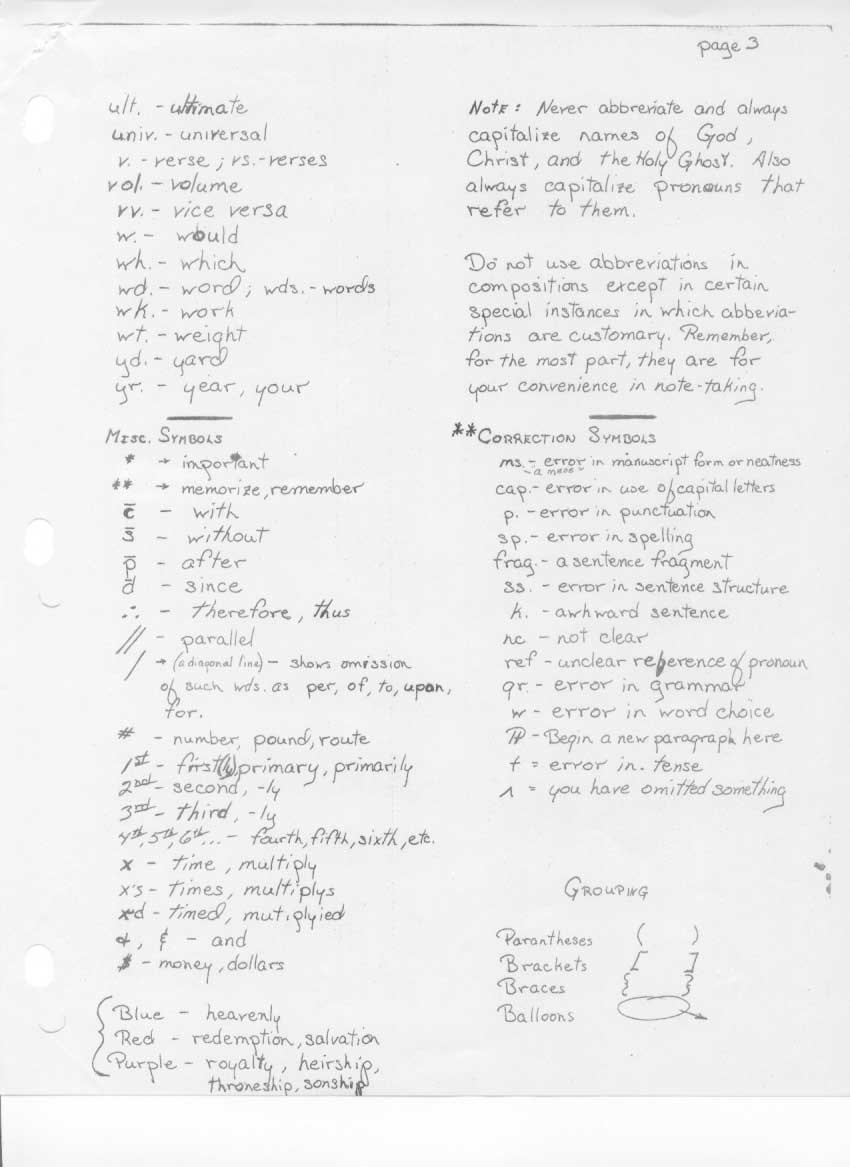 page 3
ult. - ultimate
univ. - universal
v. - verse ; vs. - verses
vol. - volume
vv. - vice versa
w. - would
wh. - which
wd. - word ; wds. - words
wk. - work
wt. - weight
yd. - yard
yr. - year, your
Misc. Symbols
* → important
** → memorize, remember
c̅ - with
s̅ - without
p̅ - after
d̅ - since
∴ - therefore, thus
// - parallel
/ → (a diagonal line) - shows omission
of such wds. as per, of, to, upon,
for.
# - number, pound, route
1st - first(ly) primary, primarily
2nd - second, -ly
3rd - third, -ly
4th, 5th, 6th... - fourth, fifth, sixth, etc.
x - time, multiply
x's - times, multiplys
x'd - timed, mutiplyied
&, & - and
$ - money, dollars
{ Blue - heavenly
Red - redemption, salvation
Purple - royalty, heirship,
throneship, sonship
Note: Never abbreviate and always
capitalize names of God,
Christ, and the Holy Ghost. Also
always capitalize pronouns that
refer to them.
Do not use abbreviations in
compositions except in certain
special instances in which abbevia-
tions are customary. Remember,
for the most part, they are for
your convenience in note-taking.
**Correction Symbols
ms. - error in manuscript form or neatness
cap. - error in use of capital letters
p. - error in punctuation
sp. - error in spelling
frag. - a sentence fragment
ss. - error in sentence structure
k. - awhward sentence
nc - not clear
ref - unclear reference of pronoun
gr. - error in grammar
w - error in word choice
¶ - Begin a new paragraph here
t = error in. tense
^ = you have omitted something
Grouping
Parantheses ( )
Brackets [ ]
Braces { }
Balloons